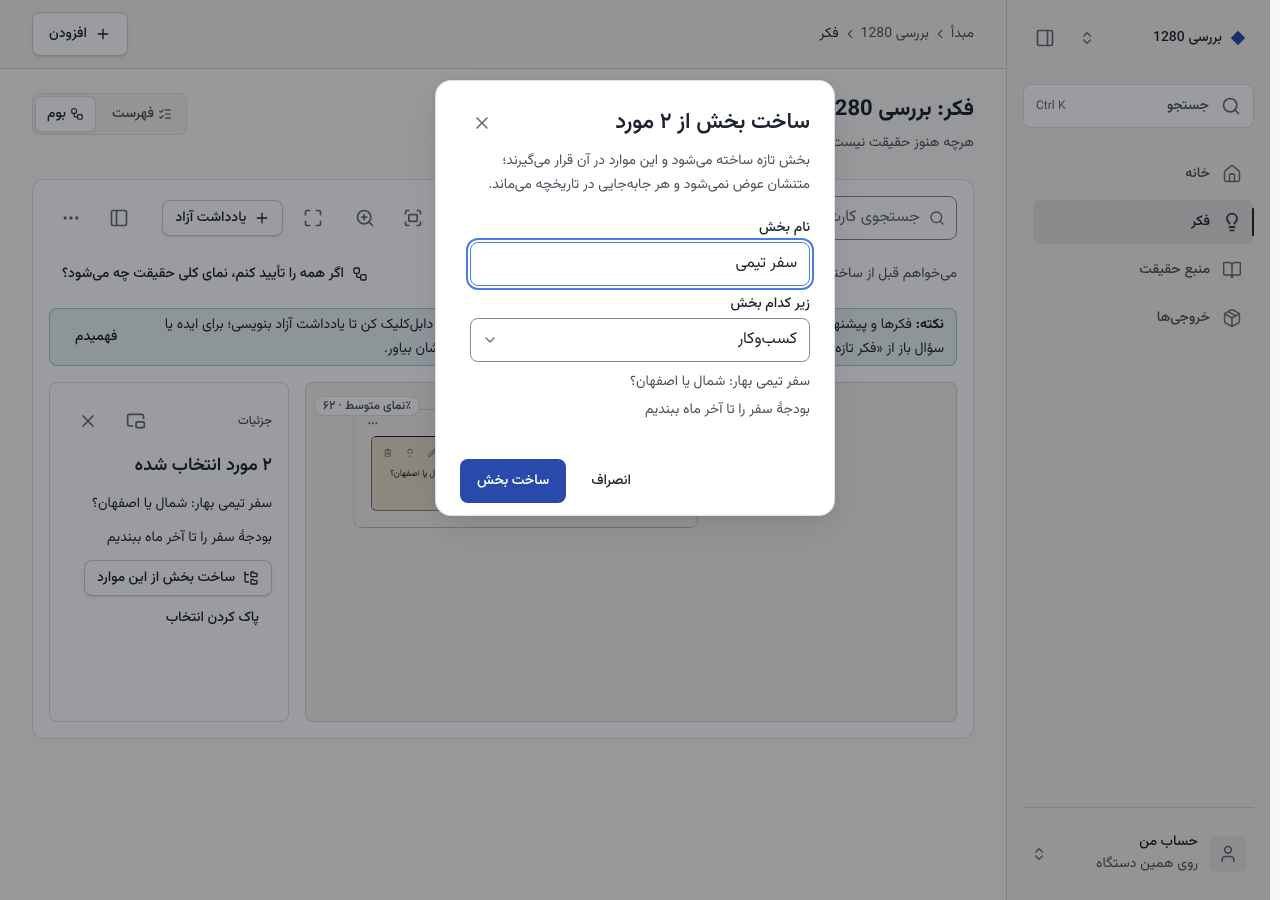 بررسی 1280
جستجو
Ctrl K
خانه
فکر
منبع حقیقت
خروجی‌ها
حساب من
روی همین دستگاه
مبدأ
بررسی 1280
فکر
افزودن
فکر: بررسی 1280
هرچه هنوز حقیقت نیست
فهرست
بوم
جستجوی کارت
یادداشت آزاد
می‌خواهم قبل از ساخت
اگر همه را تأیید کنم، نمای کلی حقیقت چه می‌شود؟
نکته: فکرها و پیشنه
دابل‌کلیک کن تا یادداشت آزاد بنویسی؛ برای ایده یا
سؤال باز از «فکر تازه
شان بیاور.
فهمیدم
نمای متوسط · ۶۲٪
ل یا اصفهان؟
جزئیات
۲ مورد انتخاب شده
سفر تیمی بهار: شمال یا اصفهان؟
بودجهٔ سفر را تا آخر ماه ببندیم
ساخت بخش از این موارد
پاک کردن انتخاب
ساخت بخش از ۲ مورد
بخش تازه ساخته می‌شود و این موارد در آن قرار می‌گیرند؛
متنشان عوض نمی‌شود و هر جابه‌جایی در تاریخچه می‌ماند.
نام بخش
سفر تیمی
زیر کدام بخش
کسب‌وکار
سفر تیمی بهار: شمال یا اصفهان؟
بودجهٔ سفر را تا آخر ماه ببندیم
انصراف
ساخت بخش